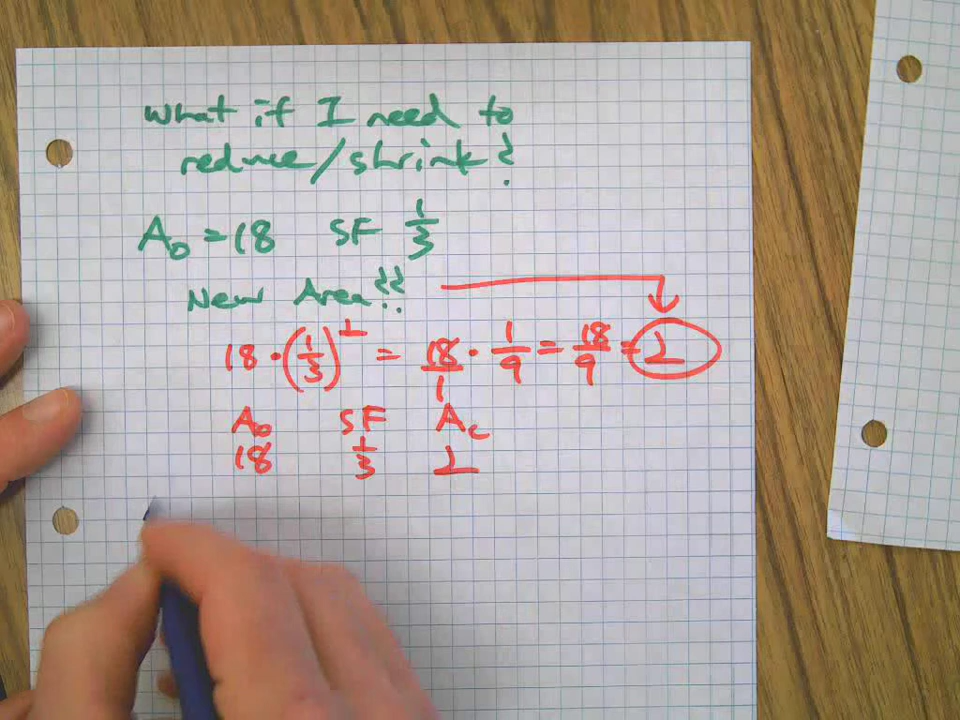 What if I need to
reduce/shrink?
A₀ = 18 SF 1/3
New Area??
18 · (1/3)² = 18/1 · 1/9 = 18/9 = 2
A₀ SF A꜀
18 1/3 2